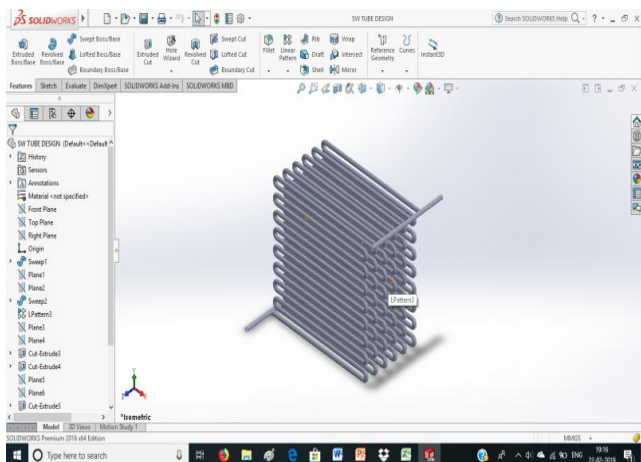 SOLIDWORKS
SW TUBE DESIGN
Search SOLIDWORKS Help
Extruded Boss/Base
Revolved Boss/Base
Swept Boss/Base
Lofted Boss/Base
Boundary Boss/Base
Extruded Cut
Hole Wizard
Revolved Cut
Swept Cut
Lofted Cut
Boundary Cut
Fillet
Linear Pattern
Rib
Draft
Shell
Wrap
Intersect
Mirror
Reference Geometry
Curves
Instant3D
Features Sketch Evaluate DimXpert SOLIDWORKS Add-Ins SOLIDWORKS MBD
SW TUBE DESIGN (Default<<Default
History
Sensors
Annotations
Material <not specified>
Front Plane
Top Plane
Right Plane
Origin
Sweep1
Plane1
Plane2
Sweep2
LPattern3
Plane3
Plane4
Cut-Extrude3
Cut-Extrude4
Plane5
Plane6
Cut-Extrude5
LPattern3
*Isometric
Model 3D Views Motion Study 1
SOLIDWORKS Premium 2016 x64 Edition
MMGS
Type here to search
ENG
19:16
22-02-2019